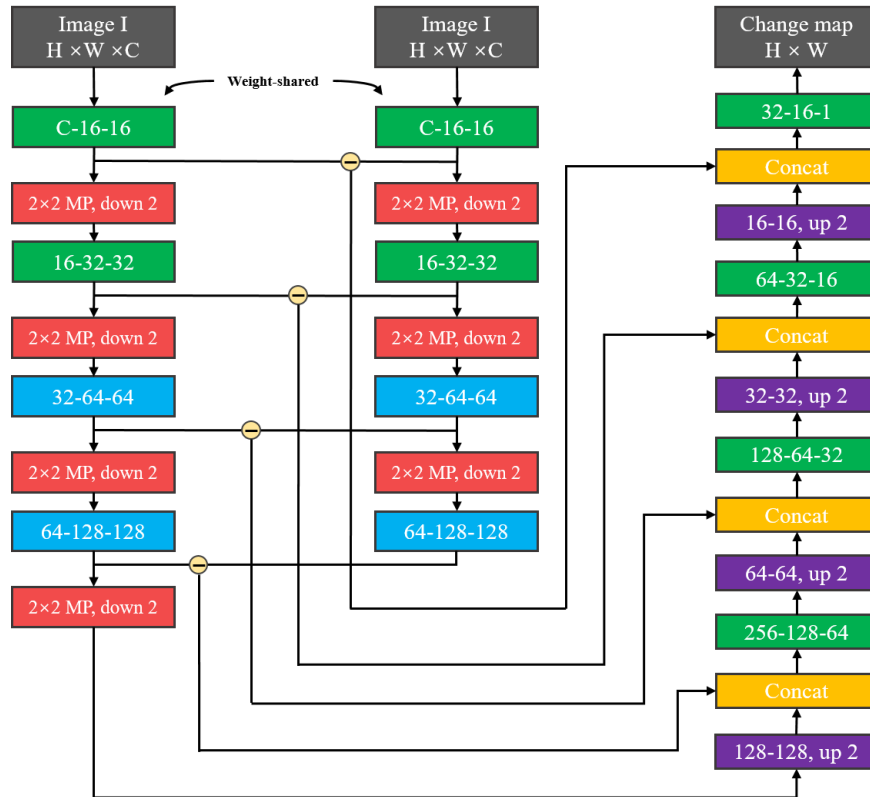 Image I
H ×W ×C
Image I
H ×W ×C
Change map
H × W
Weight-shared
C-16-16
C-16-16
32-16-1
−
Concat
2×2 MP, down 2
2×2 MP, down 2
16-16, up 2
16-32-32
16-32-32
64-32-16
−
2×2 MP, down 2
2×2 MP, down 2
Concat
32-64-64
32-64-64
32-32, up 2
−
2×2 MP, down 2
2×2 MP, down 2
128-64-32
64-128-128
64-128-128
Concat
−
64-64, up 2
2×2 MP, down 2
256-128-64
Concat
128-128, up 2